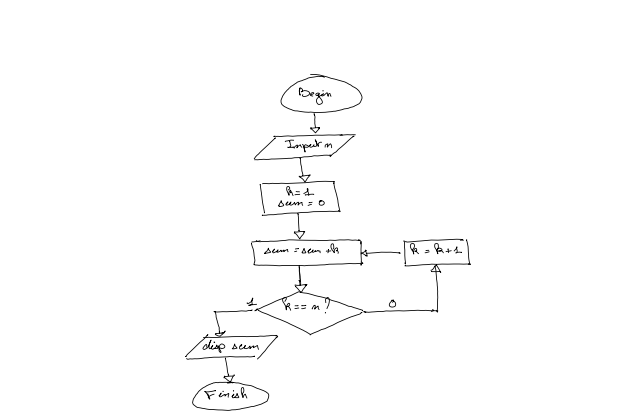 Begin
Input n
k=1
sum = 0
sum = sum +k
k = k+1
k == n?
1
0
disp sum
Finish